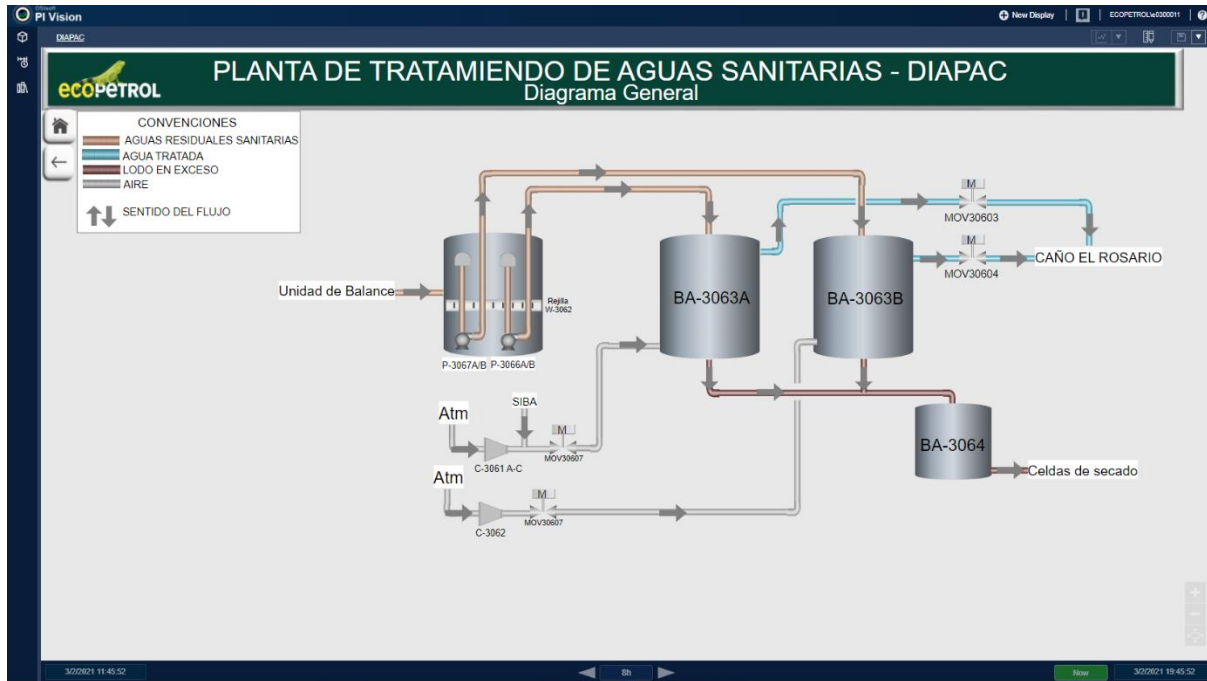 OSIsoft
PI Vision
New Display
ECOPETROL\e0300011
DIAPAC
ecopetrol
PLANTA DE TRATAMIENDO DE AGUAS SANITARIAS - DIAPAC
Diagrama General
CONVENCIONES
AGUAS RESIDUALES SANITARIAS
AGUA TRATADA
LODO EN EXCESO
AIRE
SENTIDO DEL FLUJO
M
MOV30603
M
MOV30604
CAÑO EL ROSARIO
Unidad de Balance
Rejilla
W-3062
BA-3063A
BA-3063B
P-3067A/B P-3066A/B
SIBA
Atm
M
MOV30607
C-3061 A-C
BA-3064
Celdas de secado
Atm
M
MOV30607
C-3062
3/2/2021 11:45:52
8h
Now
3/2/2021 19:45:52